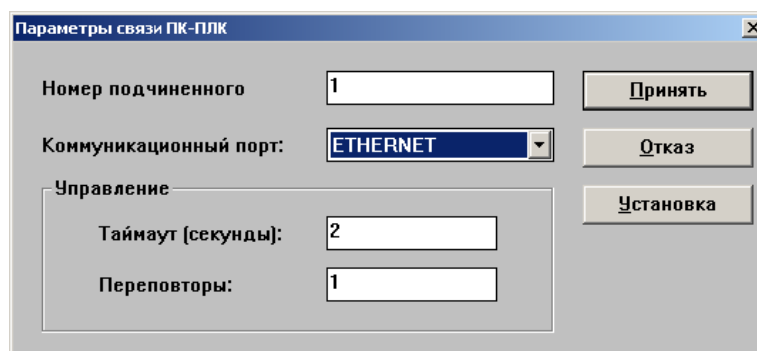 Параметры связи ПК-ПЛК
Номер подчиненного 1 Принять
Коммуникационный порт: ETHERNET Отказ
Управление Установка
Таймаут (секунды): 2
Переповторы: 1